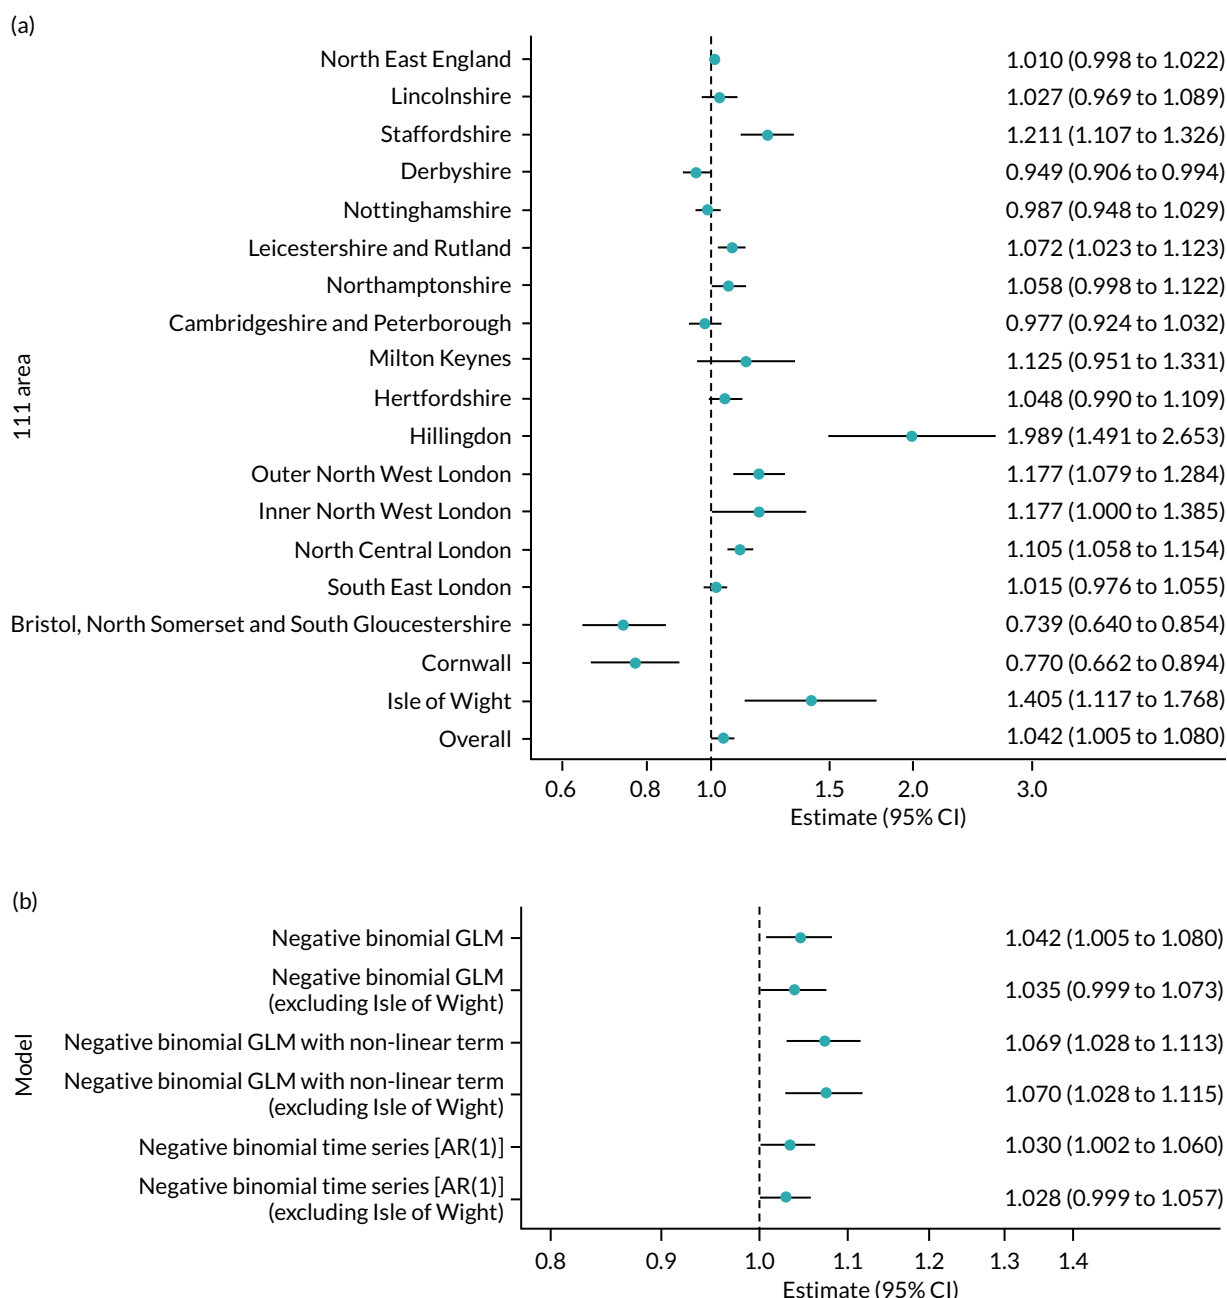 (a)
North East England 1.010 (0.998 to 1.022)
Lincolnshire 1.027 (0.969 to 1.089)
Staffordshire 1.211 (1.107 to 1.326)
Derbyshire 0.949 (0.906 to 0.994)
Nottinghamshire 0.987 (0.948 to 1.029)
Leicestershire and Rutland 1.072 (1.023 to 1.123)
Northamptonshire 1.058 (0.998 to 1.122)
Cambridgeshire and Peterborough 0.977 (0.924 to 1.032)
Milton Keynes 1.125 (0.951 to 1.331)
Hertfordshire 1.048 (0.990 to 1.109)
Hillingdon 1.989 (1.491 to 2.653)
Outer North West London 1.177 (1.079 to 1.284)
Inner North West London 1.177 (1.000 to 1.385)
North Central London 1.105 (1.058 to 1.154)
South East London 1.015 (0.976 to 1.055)
Bristol, North Somerset and South Gloucestershire 0.739 (0.640 to 0.854)
Cornwall 0.770 (0.662 to 0.894)
Isle of Wight 1.405 (1.117 to 1.768)
Overall 1.042 (1.005 to 1.080)
111 area
0.6 0.8 1.0 1.5 2.0 3.0
Estimate (95% CI)
(b)
Negative binomial GLM 1.042 (1.005 to 1.080)
Negative binomial GLM
(excluding Isle of Wight) 1.035 (0.999 to 1.073)
Negative binomial GLM with non-linear term 1.069 (1.028 to 1.113)
Negative binomial GLM with non-linear term
(excluding Isle of Wight) 1.070 (1.028 to 1.115)
Negative binomial time series [AR(1)] 1.030 (1.002 to 1.060)
Negative binomial time series [AR(1)]
(excluding Isle of Wight) 1.028 (0.999 to 1.057)
Model
0.8 0.9 1.0 1.1 1.2 1.3 1.4
Estimate (95% CI)